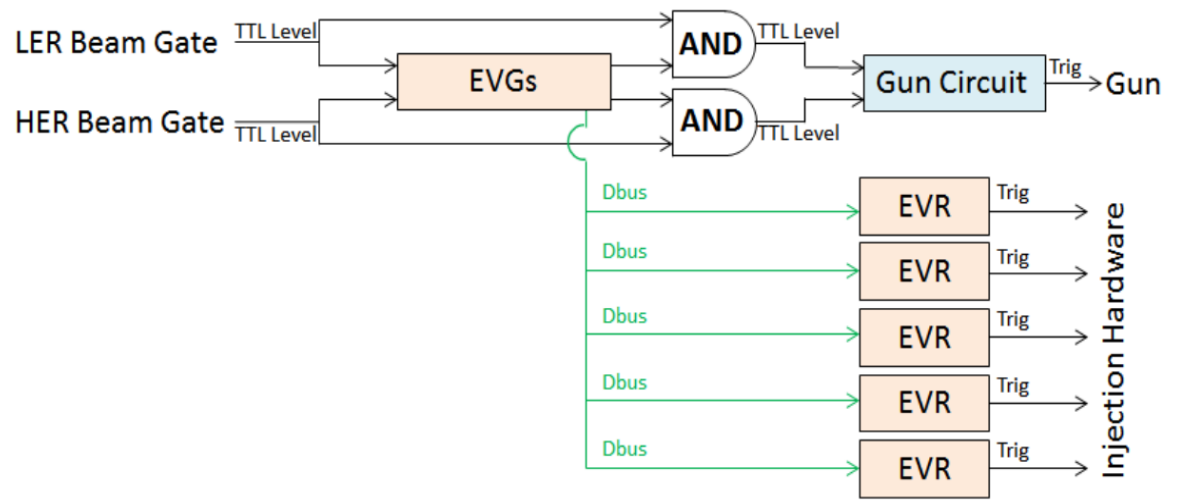 LER Beam Gate
TTL Level
AND
TTL Level
EVGs
Gun Circuit
Trig
Gun
HER Beam Gate
TTL Level
AND
TTL Level
Dbus
EVR
Trig
Dbus
EVR
Trig
Dbus
EVR
Trig
Dbus
EVR
Trig
Dbus
EVR
Trig
Injection Hardware